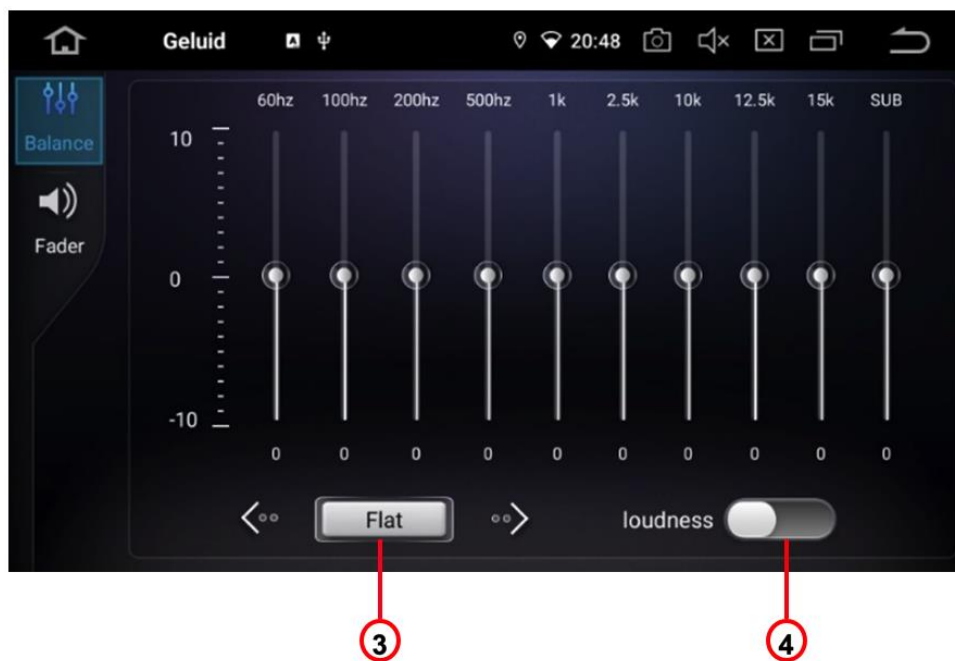 Geluid A 20:48
Balance
Fader
60hz 100hz 200hz 500hz 1k 2.5k 10k 12.5k 15k SUB
10
0
-10
0 0 0 0 0 0 0 0 0 0
Flat loudness
3 4